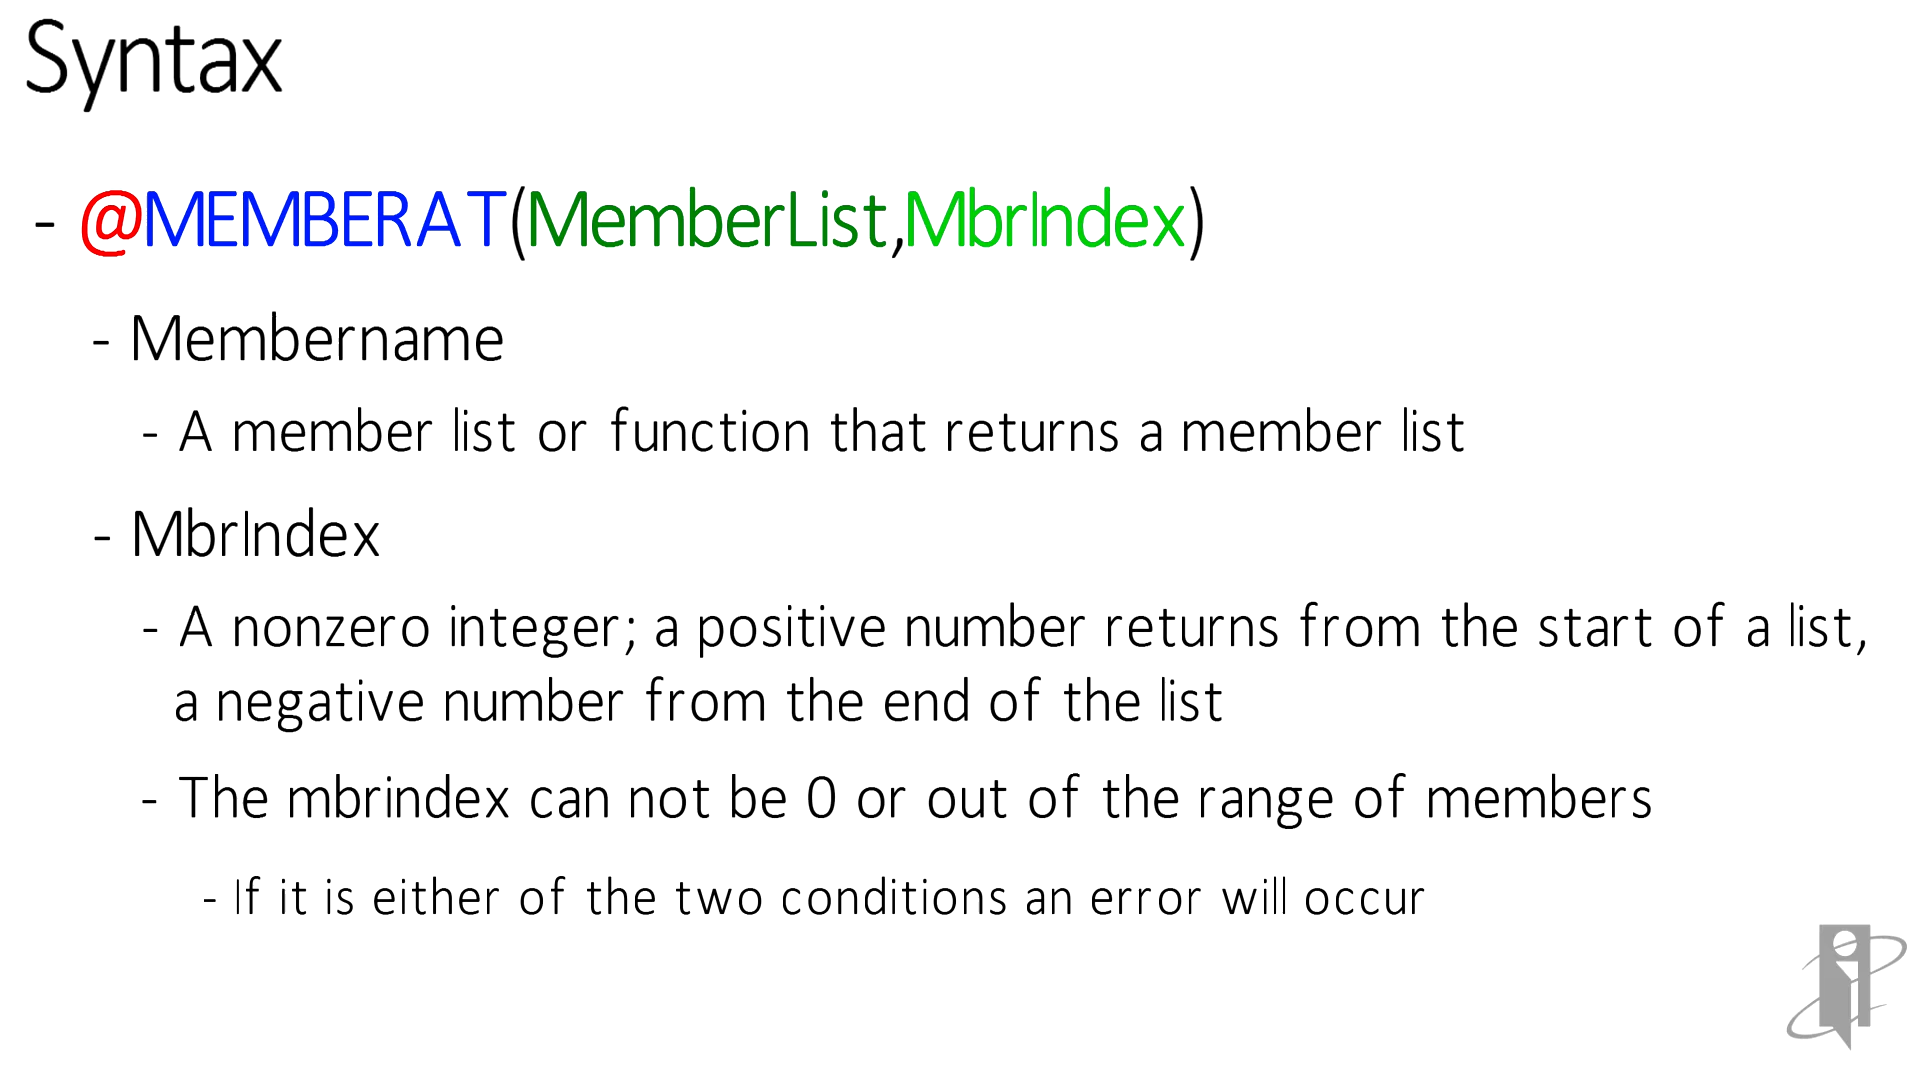 Syntax
- @MEMBERAT(MemberList,MbrIndex)
- Membername
- A member list or function that returns a member list
- MbrIndex
- A nonzero integer; a positive number returns from the start of a list,
a negative number from the end of the list
- The mbrindex can not be 0 or out of the range of members
- If it is either of the two conditions an error will occur